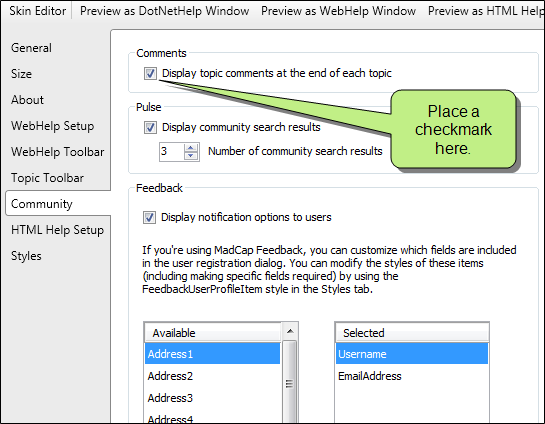 Skin Editor Preview as DotNetHelp Window Preview as WebHelp Window Preview as HTML Help
General
Size
About
WebHelp Setup
WebHelp Toolbar
Topic Toolbar
Community
HTML Help Setup
Styles
Comments
Display topic comments at the end of each topic
Place a
checkmark
here.
Pulse
Display community search results
3 Number of community search results
Feedback
Display notification options to users
If you're using MadCap Feedback, you can customize which fields are included
in the user registration dialog. You can modify the styles of these items
(including making specific fields required) by using the
FeedbackUserProfileItem style in the Styles tab.
Available
Address1
Address2
Address3
Address4
Selected
Username
EmailAddress